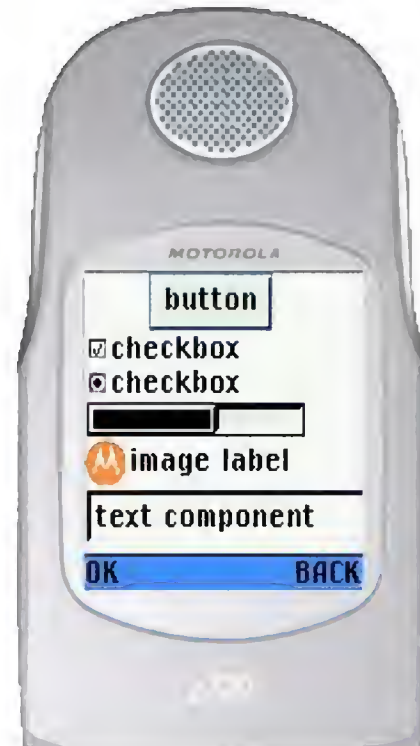 MOTOROLA
button
checkbox
checkbox
image label
text component
OK BACK